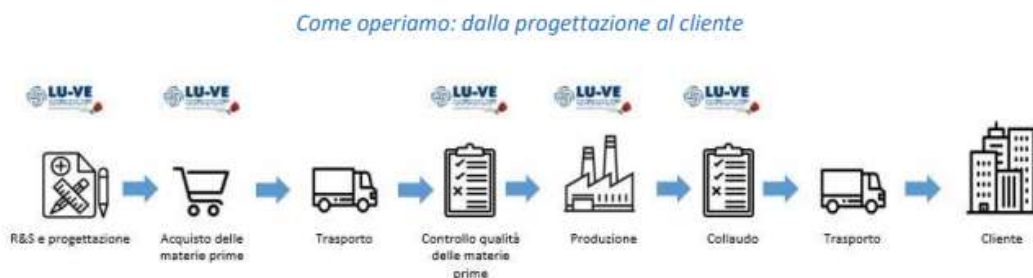 Come operiamo: dalla progettazione al cliente
LU-VE
LU-VE
LU-VE
LU-VE
LU-VE
R&S e progettazione
Acquisto delle
materie prime
Trasporto
Controllo qualità
delle materie
prime
Produzione
Collaudo
Trasporto
Cliente